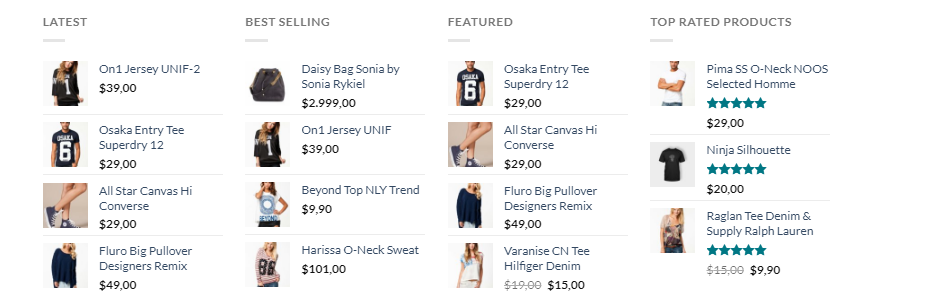 LATEST
On1 Jersey UNIF-2
$39,00
Osaka Entry Tee
Superdry 12
$29,00
All Star Canvas Hi
Converse
$29,00
Fluro Big Pullover
Designers Remix
$49,00
BEST SELLING
Daisy Bag Sonia by
Sonia Rykiel
$2.999,00
On1 Jersey UNIF
$39,00
Beyond Top NLY Trend
$9,90
Harissa O-Neck Sweat
$101,00
FEATURED
Osaka Entry Tee
Superdry 12
$29,00
All Star Canvas Hi
Converse
$29,00
Fluro Big Pullover
Designers Remix
$49,00
Varanise CN Tee
Hilfiger Denim
$19,00 $15,00
TOP RATED PRODUCTS
Pima SS O-Neck NOOS
Selected Homme
$29,00
Ninja Silhouette
$20,00
Raglan Tee Denim &
Supply Ralph Lauren
$15,00 $9,90
OSAKA
6
1
BEYOND
88